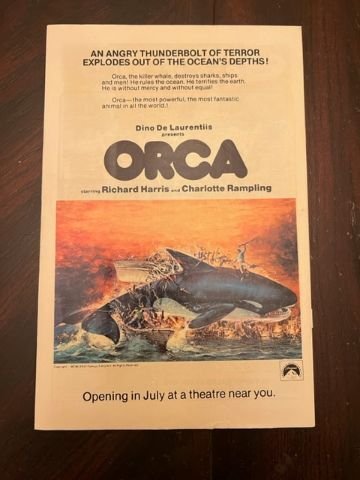 AN ANGRY THUNDERBOLT OF TERROR
EXPLODES OUT OF THE OCEAN'S DEPTHS!
Orca, the killer whale, destroys sharks, ships
and men! He rules the ocean. He terrifies the earth.
He is without mercy and without equal!
Orca—the most powerful, the most fantastic
animal in all the world!
Dino De Laurentiis
presents
ORCA
starring Richard Harris and Charlotte Rampling
Opening in July at a theatre near you.